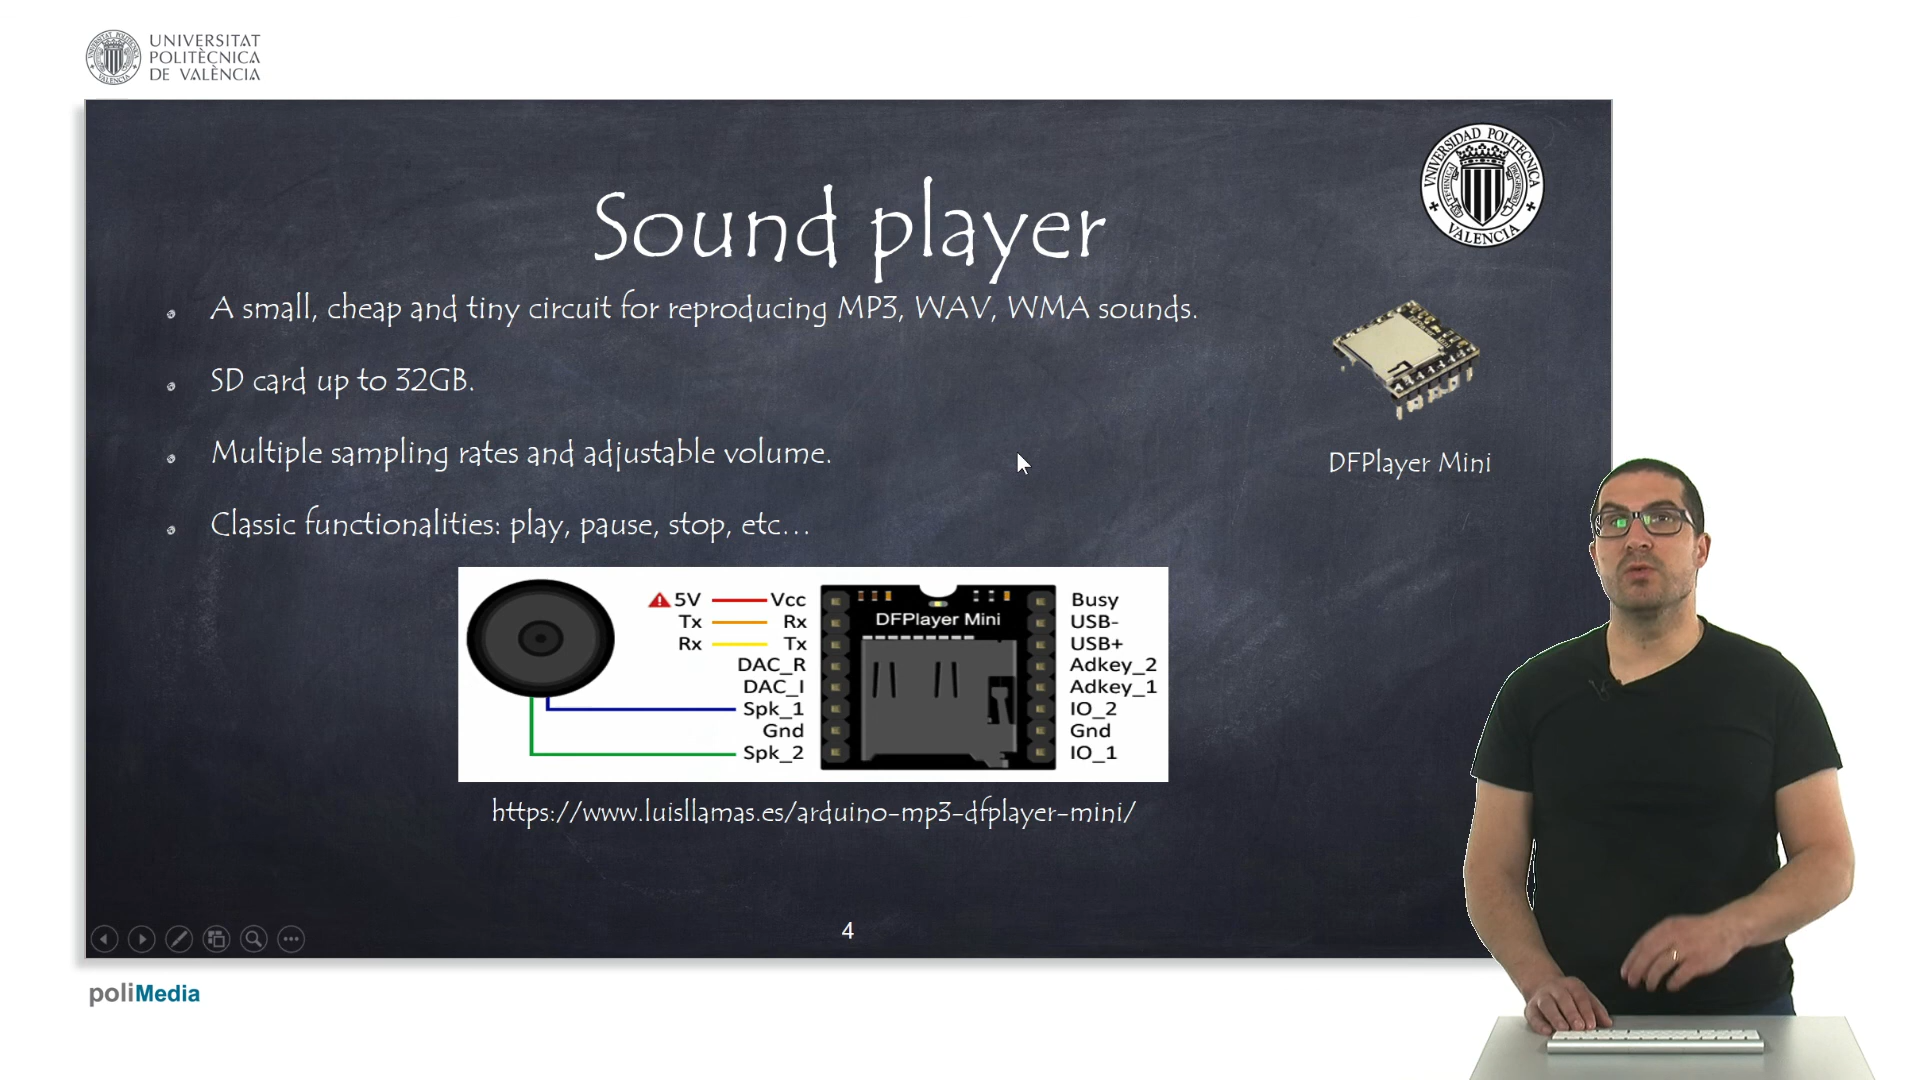 UNIVERSITAT
POLITÈCNICA
DE VALÈNCIA
VNIVERSIDAD POLITECNICA
VALENCIA
Sound player
A small, cheap and tiny circuit for reproducing MP3, WAV, WMA sounds.
SD card up to 32GB.
Multiple sampling rates and adjustable volume.
DFPlayer Mini
Classic functionalities: play, pause, stop, etc...
5V Vcc Busy
Tx Rx DFPlayer Mini USB-
Rx Tx USB+
DAC_R Adkey_2
DAC_I Adkey_1
Spk_1 IO_2
Gnd Gnd
Spk_2 IO_1
https://www.luisllamas.es/arduino-mp3-dfplayer-mini/
4
poliMedia